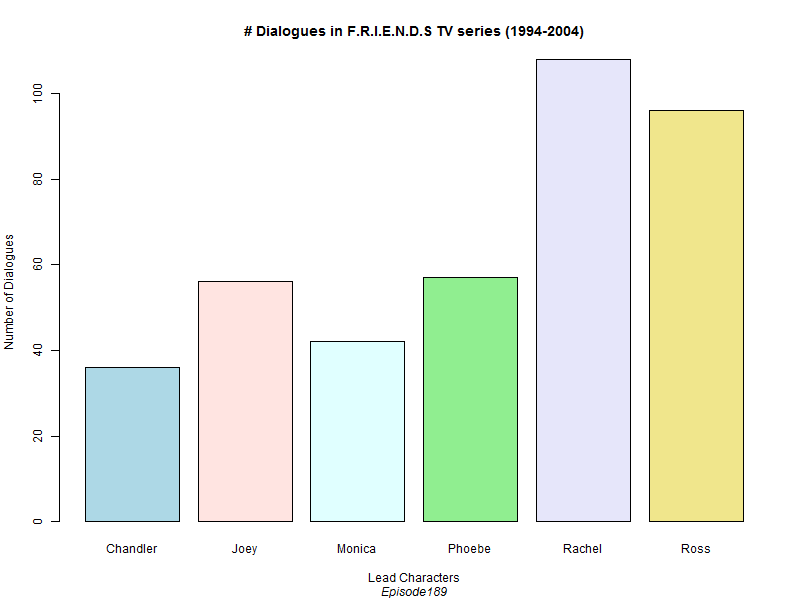 # Dialogues in F.R.I.E.N.D.S TV series (1994-2004)
Number of Dialogues
100
80
60
40
20
0
Chandler Joey Monica Phoebe Rachel Ross
Lead Characters
Episode189